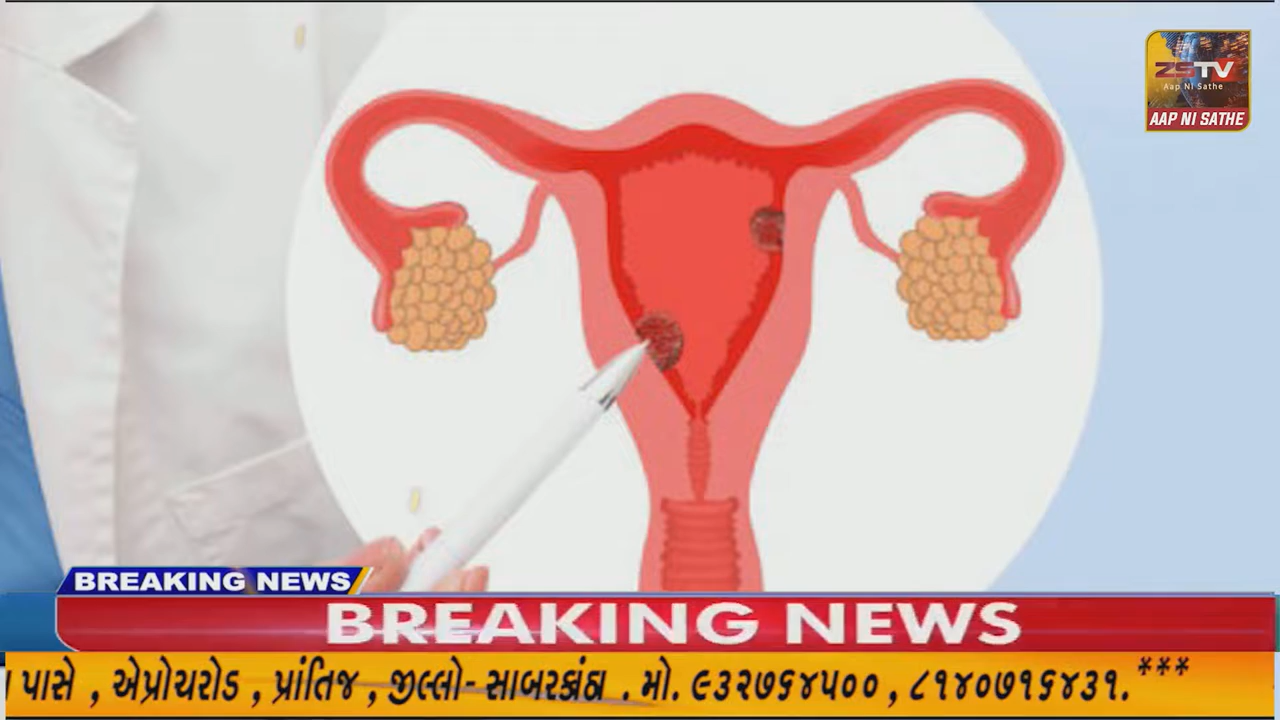 ZSTV
Aap Ni Sathe
AAP NI SATHE
BREAKING NEWS
BREAKING NEWS
પાસે , એપ્રોચરોડ , પ્રાંતિજ , જીલ્લો- સાબરકાંઠા . મો. ૯૩૨૭૬૪૫૦૦ , ૮૧૪૦૭૧૬૪૩૧. ***